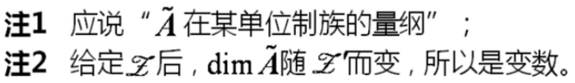 注1 应说“Ã 在某单位制族的量纲”；
注2 给定𝒵后，dim Ã随 𝒵′而变，所以是变数。